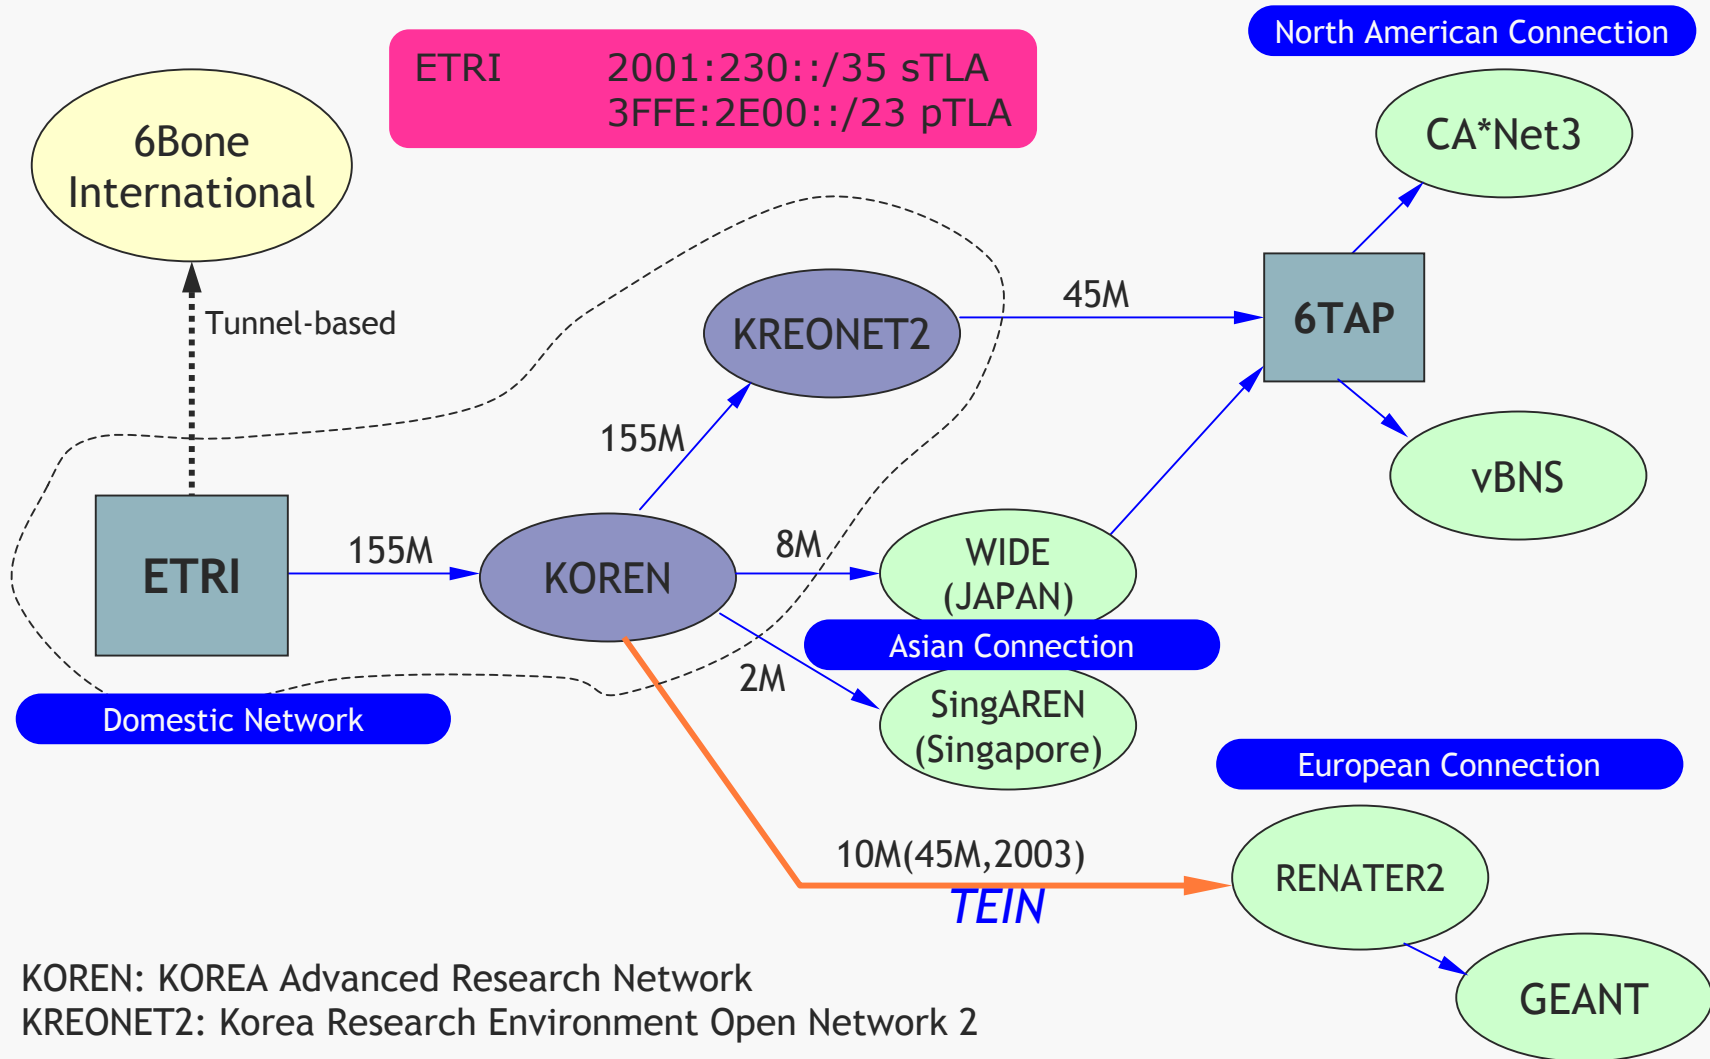 North American Connection
ETRI 2001:230::/35 sTLA
3FFE:2E00::/23 pTLA
6Bone
International
CA*Net3
Tunnel-based
KREONET2
45M
6TAP
155M
vBNS
ETRI
155M
KOREN
8M
WIDE
(JAPAN)
Asian Connection
2M
SingAREN
(Singapore)
Domestic Network
European Connection
10M(45M,2003)
TEIN
RENATER2
GEANT
KOREN: KOREA Advanced Research Network
KREONET2: Korea Research Environment Open Network 2